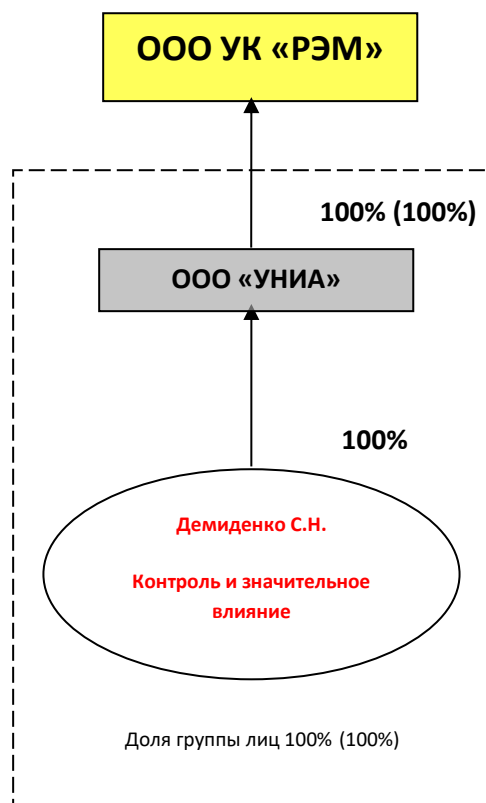 ООО УК «РЭМ»
100% (100%)
ООО «УНИА»
100%
Демиденко С.Н.
Контроль и значительное
влияние
Доля группы лиц 100% (100%)